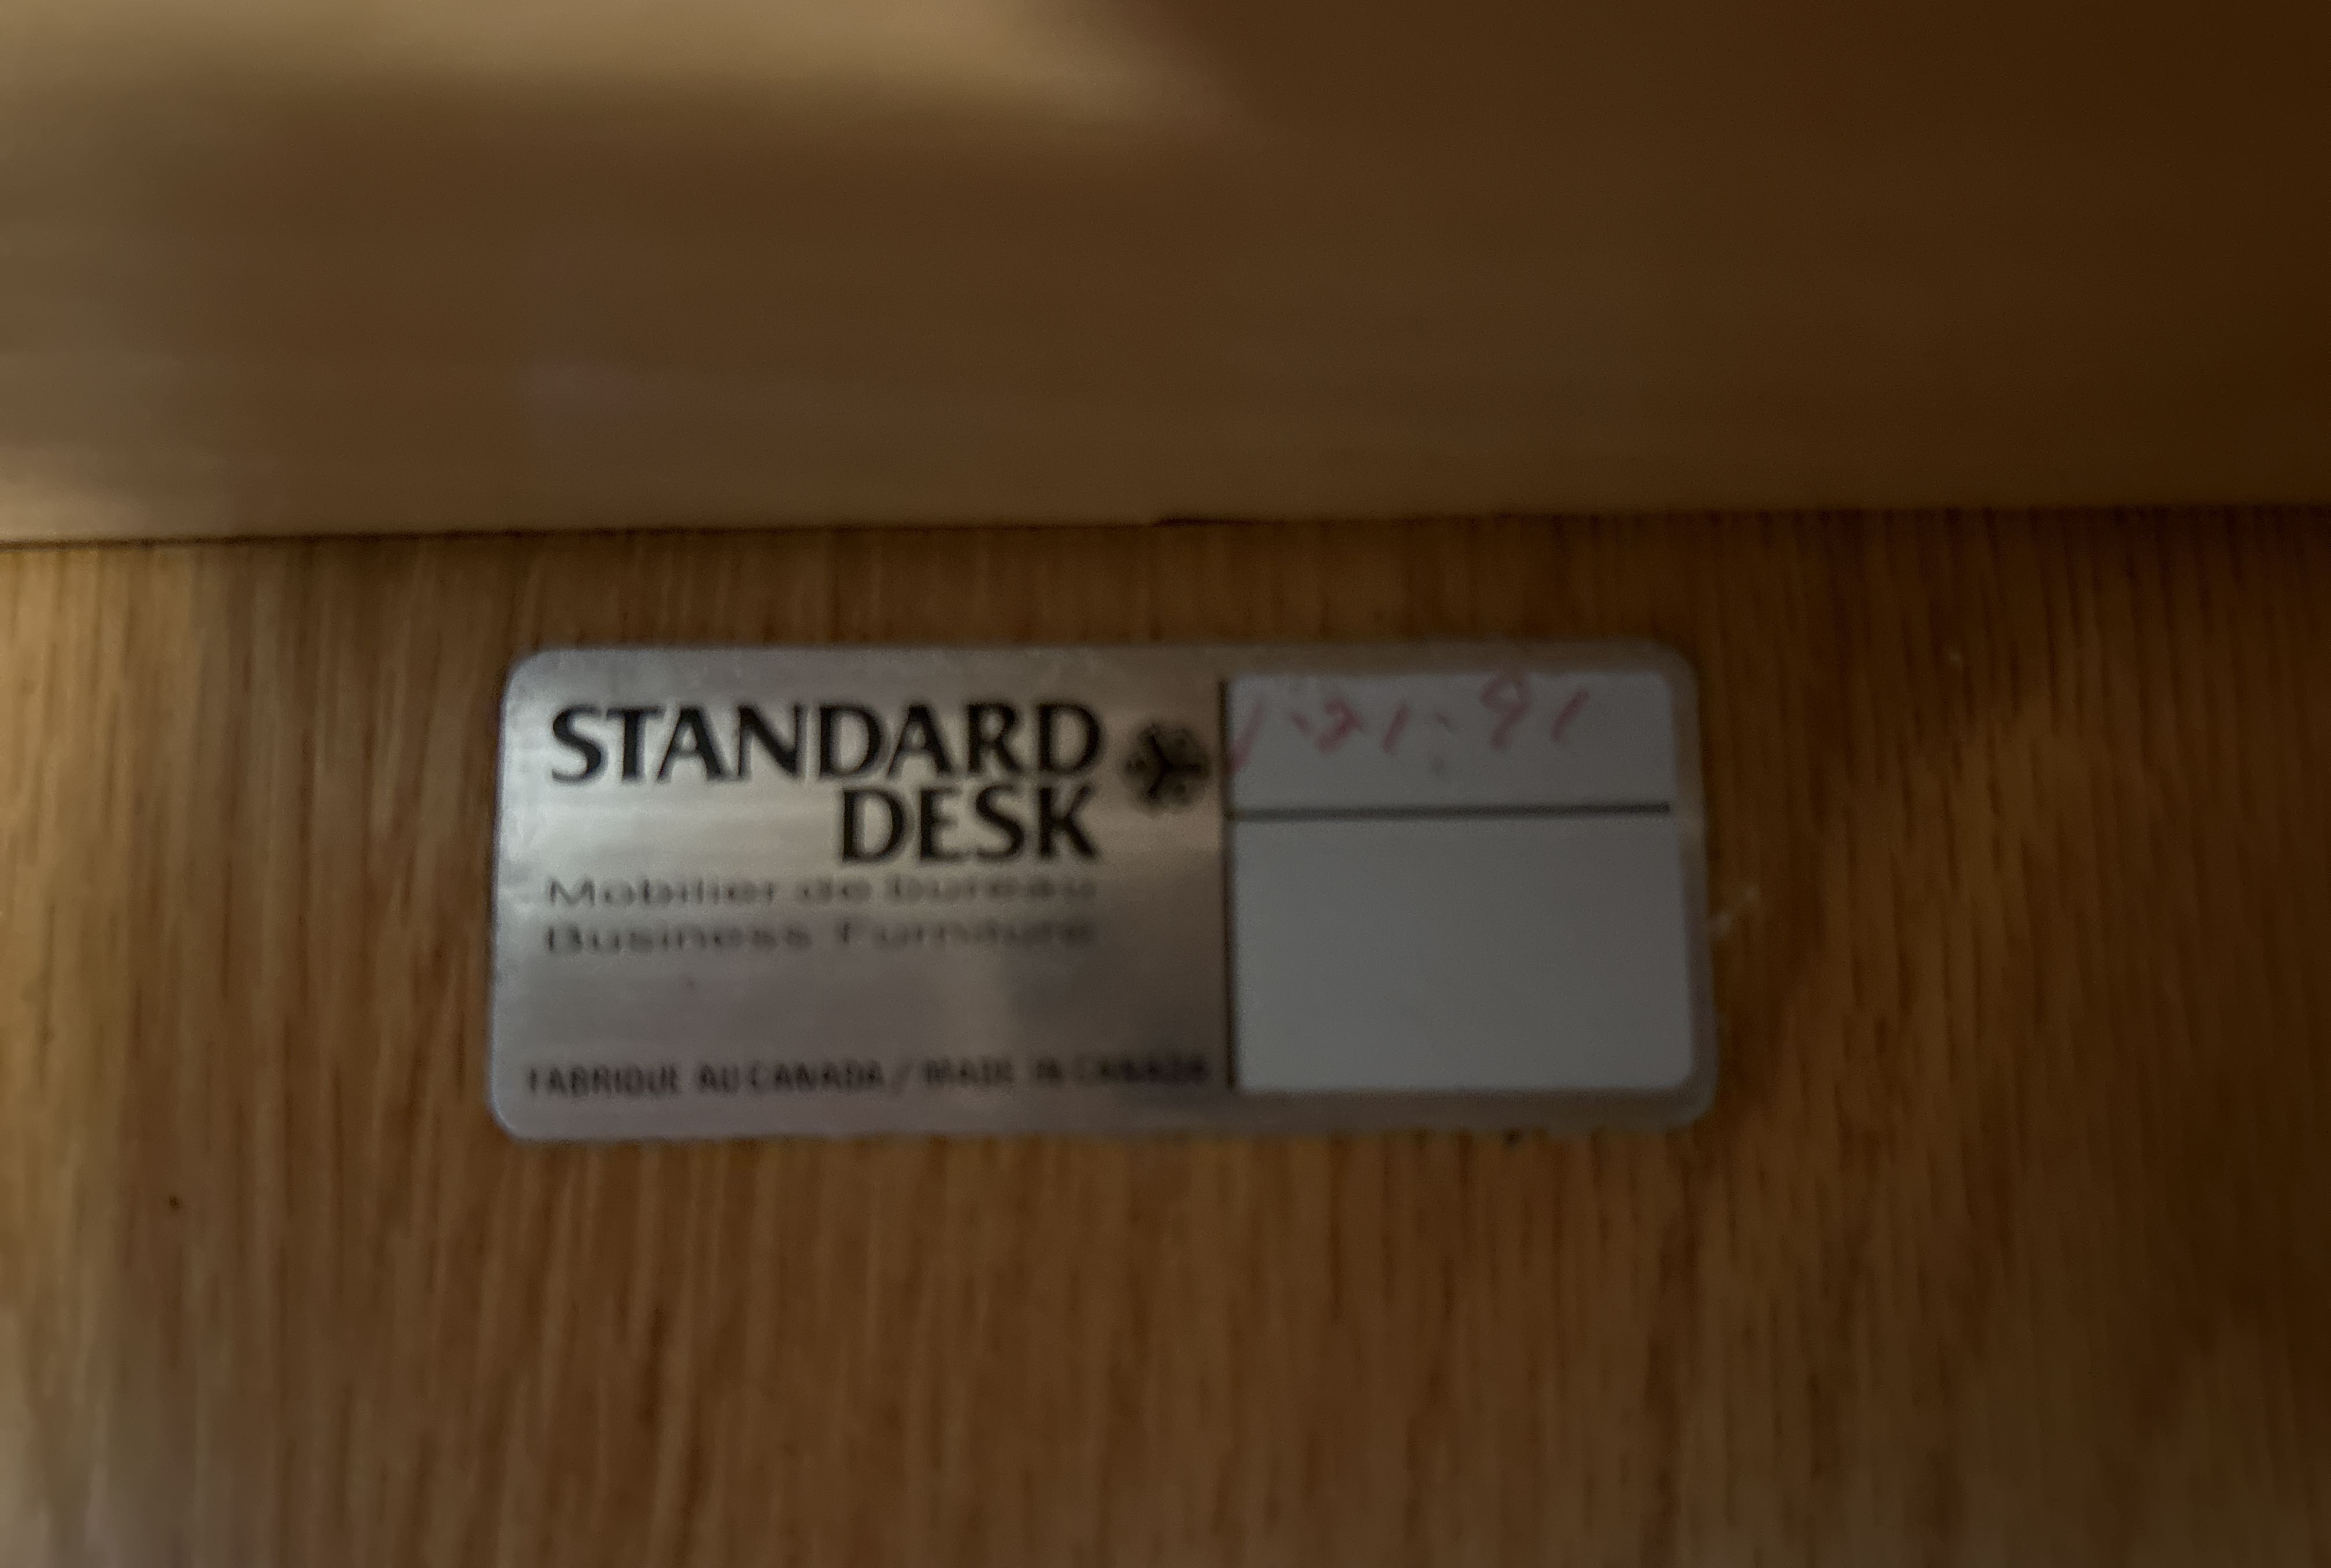 STANDARD
DESK
Mobilier de bureau
Business Furniture
FABRIQUE AU CANADA / MADE IN CANADA